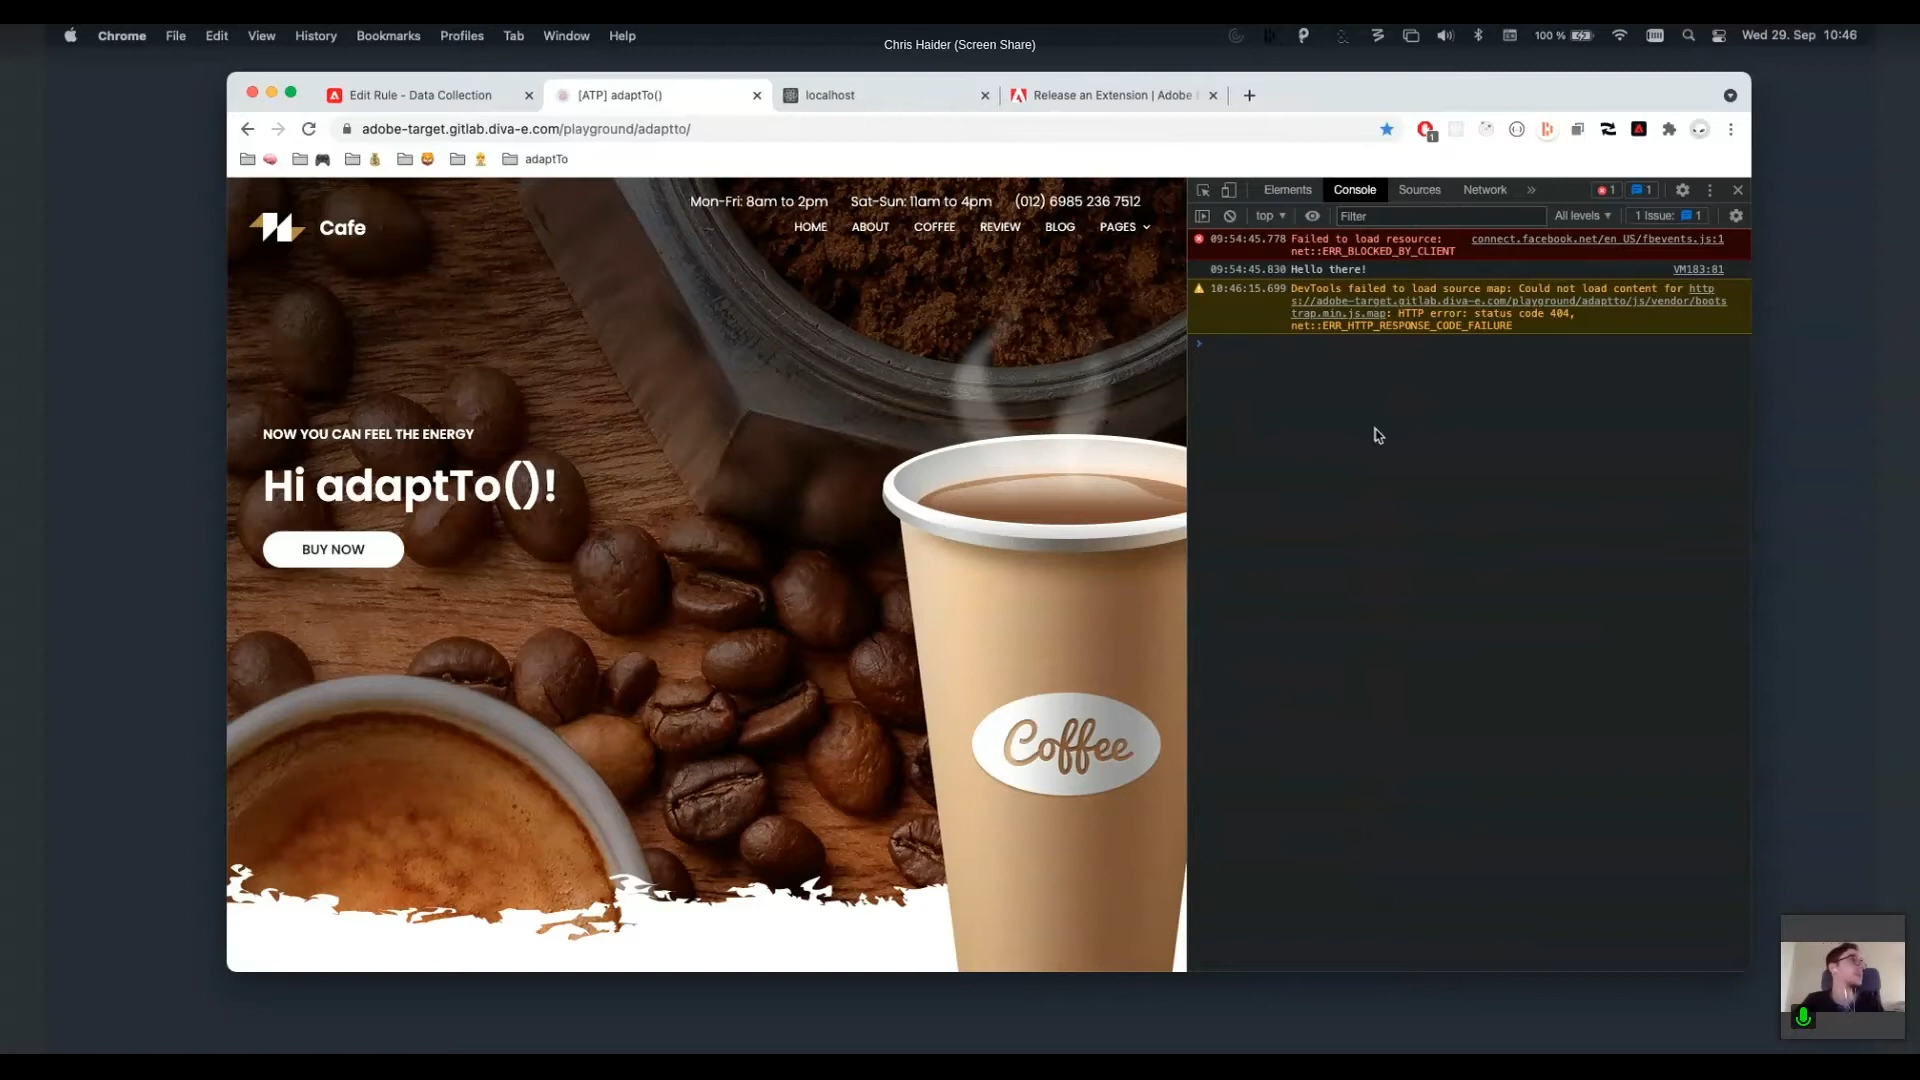 Chrome File Edit View History Bookmarks Profiles Tab Window Help
100 %
Wed 29. Sep 10:46
Chris Haider (Screen Share)
Edit Rule - Data Collection
[ATP] adaptTo()
localhost
Release an Extension | Adobe
adobe-target.gitlab.diva-e.com/playground/adaptto/
1
adaptTo
Mon-Fri: 8am to 2pm Sat-Sun: 11am to 4pm (012) 6985 236 7512
Cafe
HOME ABOUT COFFEE REVIEW BLOG PAGES
NOW YOU CAN FEEL THE ENERGY
Hi adaptTo()!
BUY NOW
Coffee
Elements Console Sources Network » 1 1
top Filter All levels 1 Issue: 1
09:54:45.778 Failed to load resource: connect.facebook.net/en_US/fbevents.js:1
net::ERR_BLOCKED_BY_CLIENT
09:54:45.830 Hello there! VM183:81
10:46:15.699 DevTools failed to load source map: Could not load content for http
s://adobe-target.gitlab.diva-e.com/playground/adaptto/js/vendor/boots
trap.min.js.map: HTTP error: status code 404,
net::ERR_HTTP_RESPONSE_CODE_FAILURE